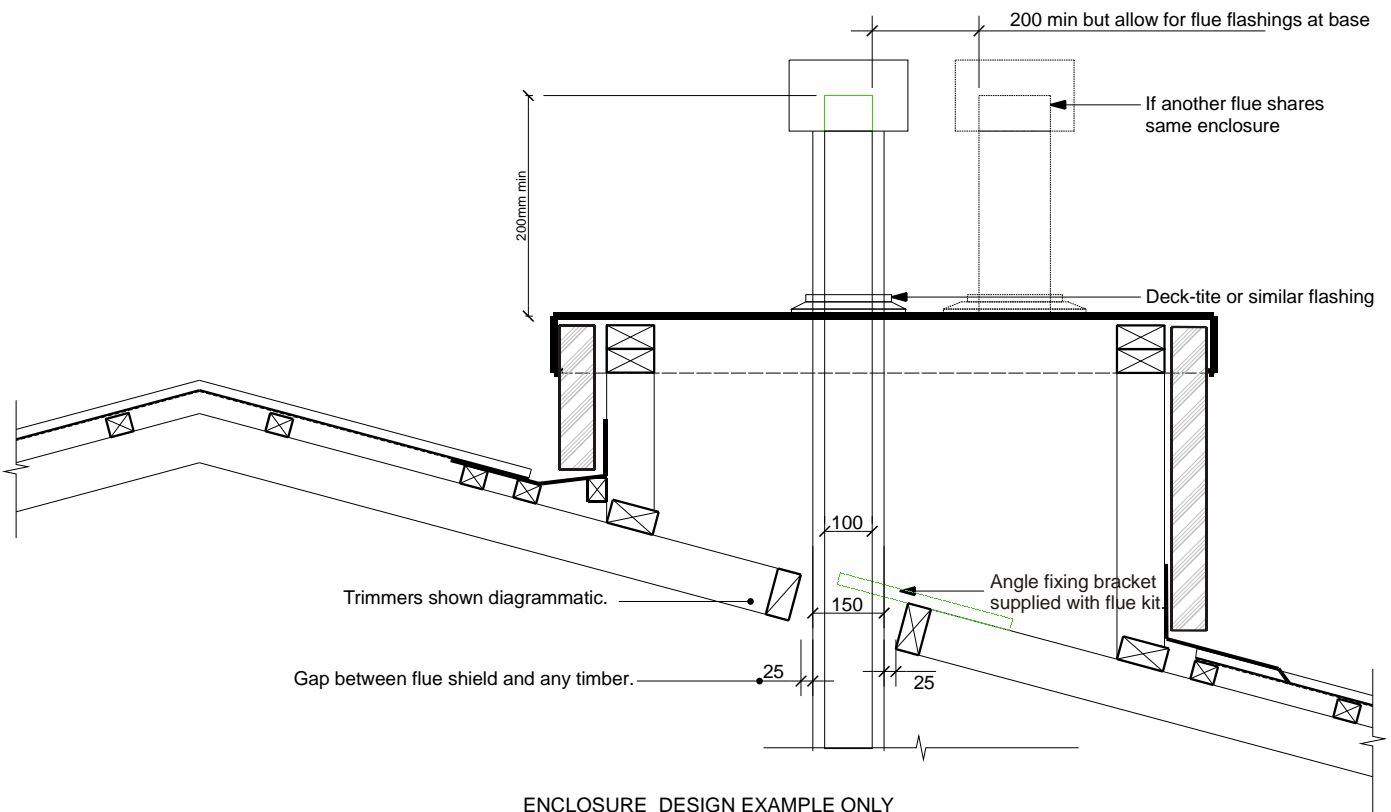 200 min but allow for flue flashings at base
If another flue shares
same enclosure
200mm min
Deck-tite or similar flashing
100
Angle fixing bracket
supplied with flue kit.
Trimmers shown diagrammatic.
150
Gap between flue shield and any timber.
25
25
ENCLOSURE DESIGN EXAMPLE ONLY